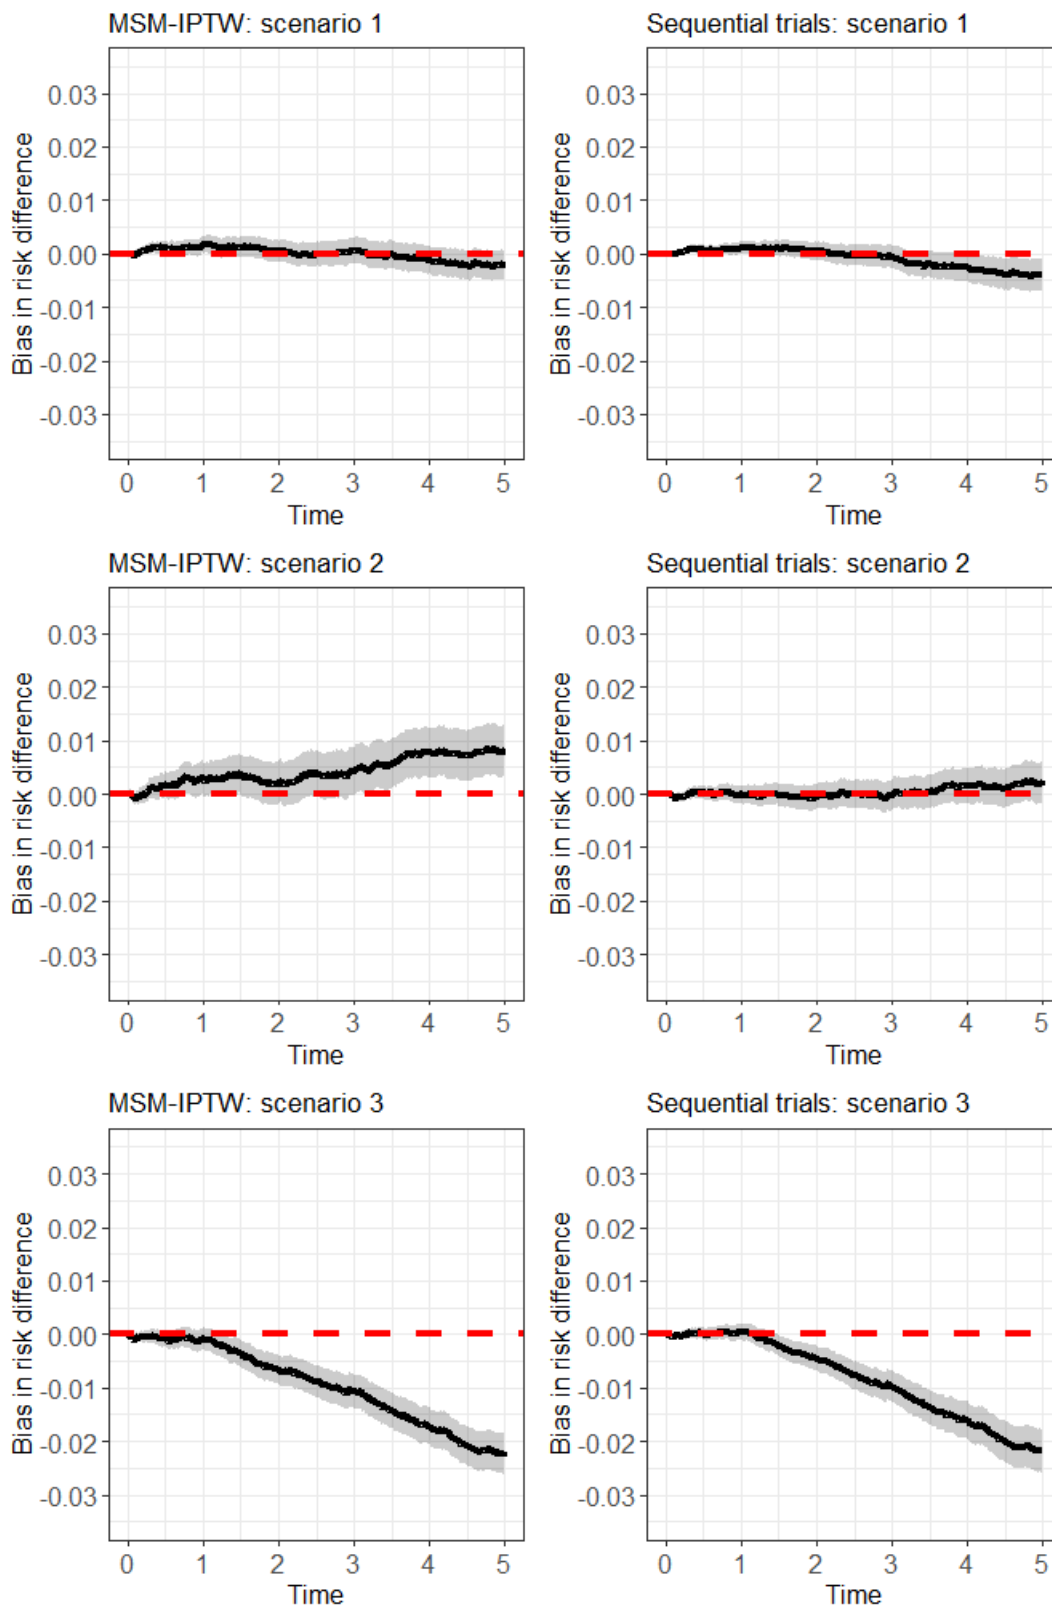 MSM-IPTW: scenario 1
Bias in risk difference
0.03
0.02
0.01
0.00
-0.01
-0.02
-0.03
0 1 2 3 4 5
Time
Sequential trials: scenario 1
Bias in risk difference
0.03
0.02
0.01
0.00
-0.01
-0.02
-0.03
0 1 2 3 4 5
Time
MSM-IPTW: scenario 2
Bias in risk difference
0.03
0.02
0.01
0.00
-0.01
-0.02
-0.03
0 1 2 3 4 5
Time
Sequential trials: scenario 2
Bias in risk difference
0.03
0.02
0.01
0.00
-0.01
-0.02
-0.03
0 1 2 3 4 5
Time
MSM-IPTW: scenario 3
Bias in risk difference
0.03
0.02
0.01
0.00
-0.01
-0.02
-0.03
0 1 2 3 4 5
Time
Sequential trials: scenario 3
Bias in risk difference
0.03
0.02
0.01
0.00
-0.01
-0.02
-0.03
0 1 2 3 4 5
Time